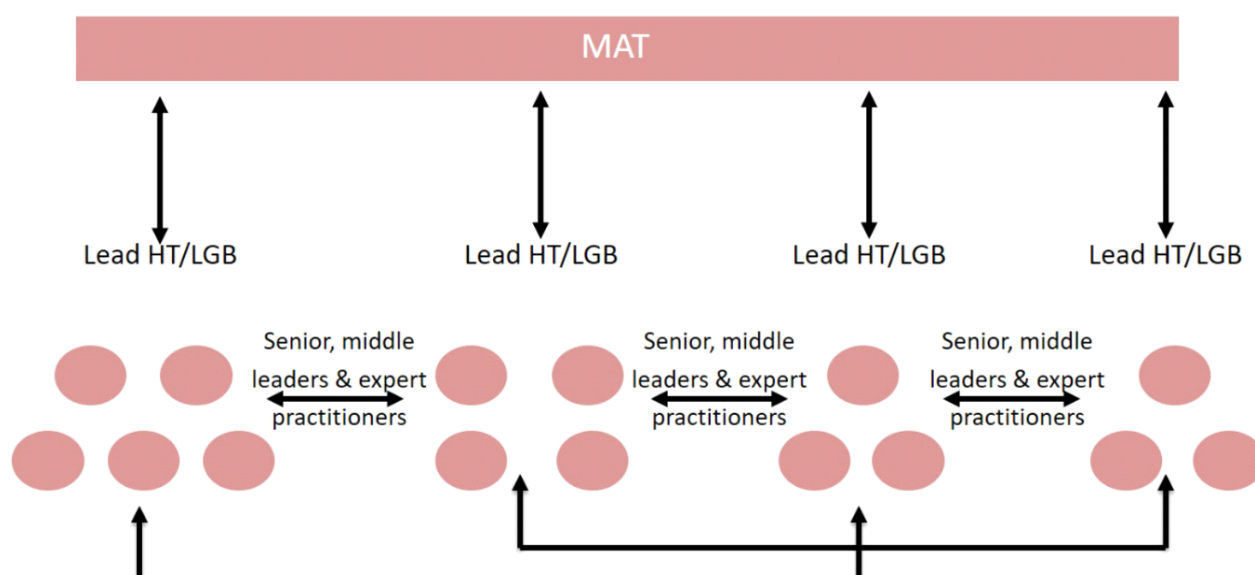 MAT
Lead HT/LGB
Lead HT/LGB
Lead HT/LGB
Lead HT/LGB
Senior, middle
leaders & expert
practitioners
Senior, middle
leaders & expert
practitioners
Senior, middle
leaders & expert
practitioners